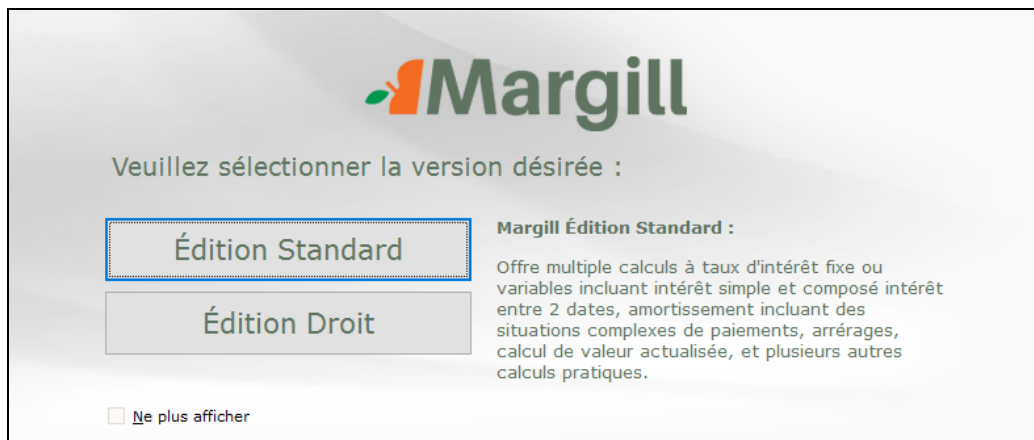 Margill
Veuillez sélectionner la version désirée :
Édition Standard
Édition Droit
Margill Édition Standard :
Offre multiple calculs à taux d'intérêt fixe ou
variables incluant intérêt simple et composé intérêt
entre 2 dates, amortissement incluant des
situations complexes de paiements, arrérages,
calcul de valeur actualisée, et plusieurs autres
calculs pratiques.
Ne plus afficher